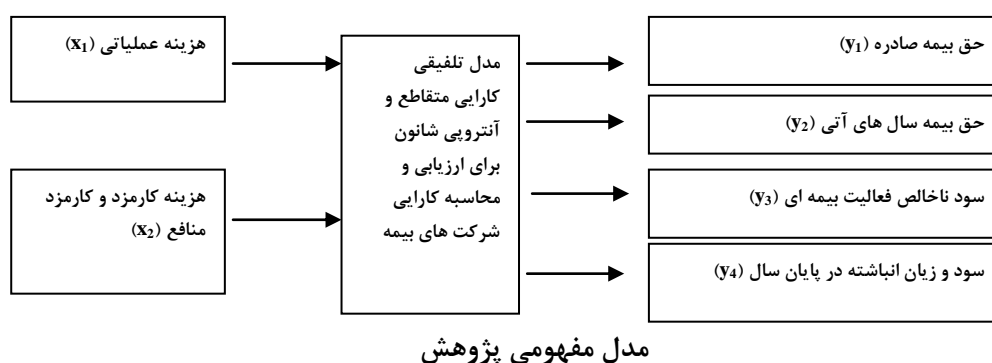 هزینه عملیاتی (x1)
هزینه کارمزد و کارمزد
منافع (x2)
مدل تلفیقی
کارایی متقاطع و
آنتروپی شانون
برای ارزیابی و
محاسبه کارایی
شرکت های بیمه
حق بیمه صادره (y1)
حق بیمه سال های آتی (y2)
سود ناخالص فعالیت بیمه ای (y3)
سود و زیان انباشته در پایان سال (y4)
مدل مفهومی پژوهش